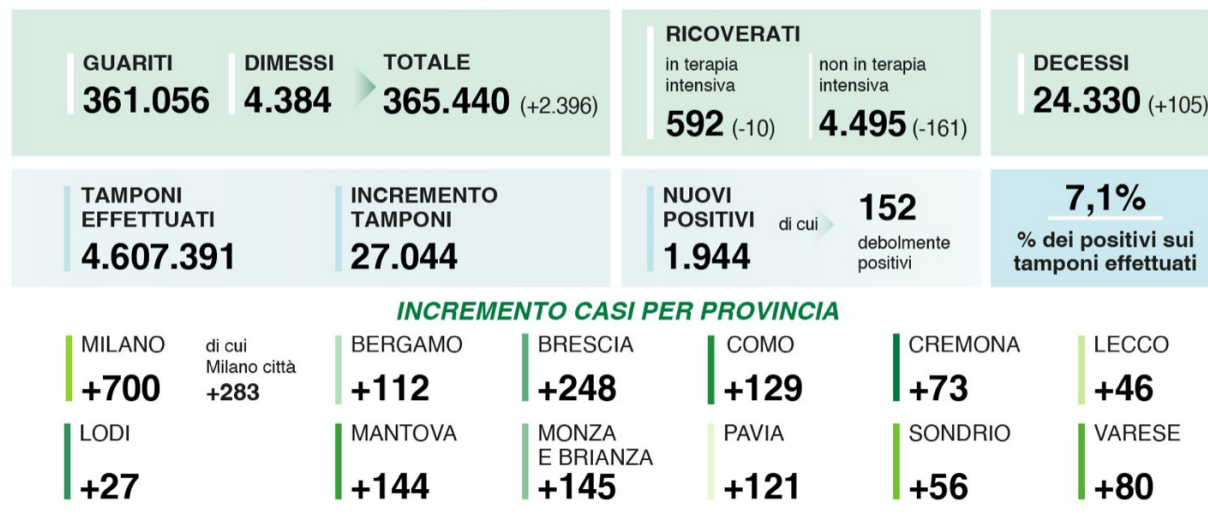 GUARITI
361.056
DIMESSI
4.384
TOTALE
365.440 (+2.396)
RICOVERATI
in terapia
intensiva
592 (-10)
non in terapia
intensiva
4.495 (-161)
DECESSI
24.330 (+105)
TAMPONI
EFFETTUATI
4.607.391
INCREMENTO
TAMPONI
27.044
NUOVI
POSITIVI
1.944
di cui
152
debolmente
positivi
7,1%
% dei positivi sui
tamponi effettuati
INCREMENTO CASI PER PROVINCIA
MILANO
+700
di cui
Milano città
+283
BERGAMO
+112
BRESCIA
+248
COMO
+129
CREMONA
+73
LECCO
+46
LODI
+27
MANTOVA
+144
MONZA
E BRIANZA
+145
PAVIA
+121
SONDRIO
+56
VARESE
+80